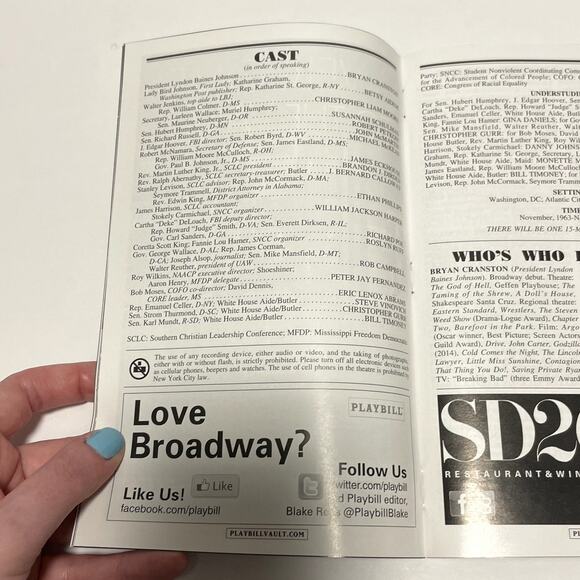 CAST
(in order of speaking)
President Lyndon Baines Johnson BRYAN CRANSTON
Lady Bird Johnson, First Lady; Katharine Graham,
Washington Post publisher; Rep. Katharine St. George, R-NY BETSY AIDEM
Walter Jenkins, top aide to LBJ;
Rep. William Colmer, D-MS CHRISTOPHER LIAM MOORE
Secretary, Lurleen Wallace; Muriel Humphrey; SUSANNAH SCHULMAN
Sen. Maurine Neuberger, D-OR
Sen. Hubert Humphrey, D-MN ROBERT
Sen. Richard Russell, D-GA JOHN
J. Edgar Hoover, FBI director; Sen. Robert Byrd, D-WV MICHAEL
Robert McNamara, Secretary of Defense; Sen. James Eastland, D-MS;
Rep. William Moore McCulloch, R-OH;
Gov. Paul B. Johnson, Jr., D-MS JAMES
Rev. Martin Luther King, Jr., SCLC president BRANDON J.
Rev. Ralph Abernathy, SCLC secretary-treasurer; Butler J. BERNARD
Stanley Levison, SCLC advisor; Rep. John McCormack, D-MA;
Seymore Trammell, District Attorney in Alabama;
Rev. Edwin King, MFDP organizer ETHAN PHILLIPS
James Harrison, SCLC accountant;
Stokely Carmichael, SNCC organizer WILLIAM JACKSON HARPER
Cartha "Deke" DeLoach, FBI deputy director;
Rep. Howard "Judge" Smith, D-VA; Sen. Everett Dirksen, R-IL;
Gov. Carl Sanders, D-GA RICHARD
Coretta Scott King; Fannie Lou Hamer, SNCC organizer ROSLYN RUFF
Gov. George Wallace, D-AL; Rep. James Corman,
D-CA; Joseph Alsop, journalist; Sen. Mike Mansfield, D-MT;
Walter Reuther, president of UAW ROB CAMPBELL
Roy Wilkins, NAACP executive director; Shoeshiner;
Aaron Henry, MFDP delegate PETER JAY FERNANDEZ
Bob Moses, COFO co-director; David Dennis,
CORE leader, MS ERIC LENOX ABRAMS
Rep. Emanuel Celler, D-NY; White House Aide/Butler STEVE VINOVICH
Sen. Strom Thurmond, D-SC; White House Aide/Butler CHRISTOPHER GURR
Sen. Karl Mundt, R-SD; White House Aide/Butler BILL TIMONEY
SCLC: Southern Christian Leadership Conference; MFDP: Mississippi Freedom Democratic
The use of any recording device, either audio or video, and the taking of photographs,
either with or without flash, is strictly prohibited. Please turn off all electronic devices such
as cellular phones, beepers and watches. The use of cell phones in the theatre is prohibited by
New York City law.
Love
Broadway?
PLAYBILL
Like Us! Like
facebook.com/playbill
Follow Us
twitter.com/playbill
d Playbill editor,
Blake Ross @PlaybillBlake
PLAYBILLVAULT.COM
Party; SNCC: Student Nonviolent Coordinating Com
for the Advancement of Colored People; COFO:
CORE: Congress of Racial Equality
UNDERSTUDI
For Sen. Hubert Humphrey, J. Edgar Hoover, Sen
Cartha "Deke" DeLoach, Rep. Howard "Judge" S
Sen. Emanuel Celler, White House Aide, Butle
King, Fannie Lou Hamer: GINA DANIELS; for G
Sen. Mike Mansfield, Walter Reuther, W
CHRISTOPHER GURR; for Bob Moses, David
House Butler, Rev. Martin Luther King, Roy Wil
Harrison, Stokely Carmichael: DANNY JOHNS
Graham, Rep. Katharine St. George, Secretary, L
Mundt, White House Aide, Maid: MONETTE M
James Eastland, Rep. William Moore McCulloch
White House Aide, Butler: BILL TIMONEY; for
Levison, Rep. John McCormack, Seymore Tramme
SETTIN
Washington, DC; Atlantic Cit
TIM
November, 1963-N
THERE WILL BE ONE 15-M
WHO'S WHO I
BRYAN CRANSTON (President Lyndon
Baines Johnson). Broadway debut. Theatre:
The God of Hell, Geffen Playhouse; The
Taming of the Shrew, A Doll's House,
Shakespeare Santa Cruz. Regional theatre:
Eastern Standard, Wrestlers, The Steven
Weed Show (Drama-Logue Award), Chapter
Two, Barefoot in the Park. Film: Argo
(Oscar winner, Best Picture; Screen Actors
Guild Award), Drive, John Carter, Godzilla
(2014), Cold Comes the Night, The Lincoln
Lawyer, Little Miss Sunshine, Contagion
That Thing You Do!, Saving Private Ryan
TV: "Breaking Bad" (three Emmy Award
SD26
RESTAURANT & WIN
PL